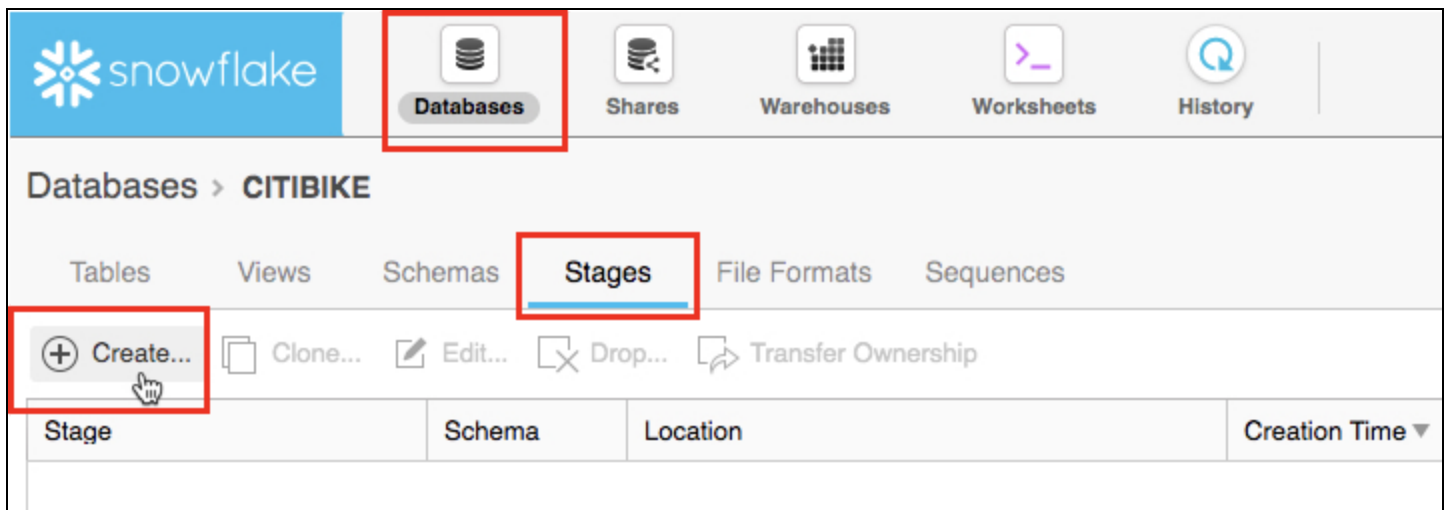 snowflake
Databases Shares Warehouses Worksheets History
Databases > CITIBIKE
Tables Views Schemas Stages File Formats Sequences
Create... Clone... Edit... Drop... Transfer Ownership
Stage Schema Location Creation Time ▼